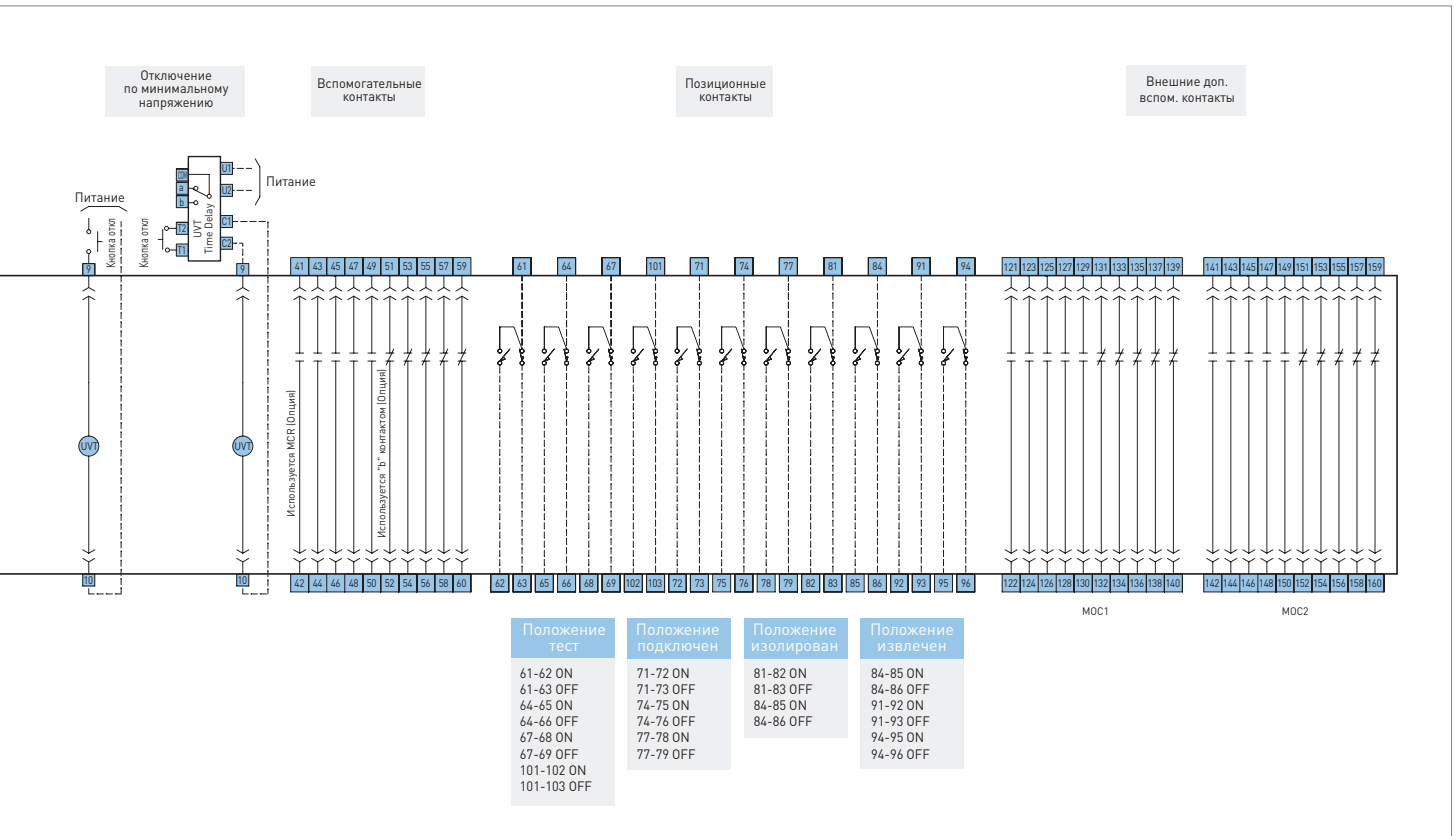 Отключение
по минимальному
напряжению
Вспомогательные
контакты
Позиционные
контакты
Внешние доп.
вспом. контакты
Питание
Кнопка откл
Кнопка откл
COM
a
b
T2
T1
UVT
Time Delay
U1
U2
C1
C2
Питание
9
9
41 43 45 47 49 51 53 55 57 59
61 64 67 101 71 74 77 81 84 91 94
121 123 125 127 129 131 133 135 137 139
141 143 145 147 149 151 153 155 157 159
UVT
UVT
Используется MCR (Опция)
Используется "b" контактом (Опция)
10
10
42 44 46 48 50 52 54 56 58 60
62 63 65 66 68 69 102 103 72 73 75 76 78 79 82 83 85 86 92 93 95 96
122 124 126 128 130 132 134 136 138 140
142 144 146 148 150 152 154 156 158 160
MOC1
MOC2
Положение
тест
61-62 ON
61-63 OFF
64-65 ON
64-66 OFF
67-68 ON
67-69 OFF
101-102 ON
101-103 OFF
Положение
подключен
71-72 ON
71-73 OFF
74-75 ON
74-76 OFF
77-78 ON
77-79 OFF
Положение
изолирован
81-82 ON
81-83 OFF
84-85 ON
84-86 OFF
Положение
извлечен
84-85 ON
84-86 OFF
91-92 ON
91-93 OFF
94-95 ON
94-96 OFF